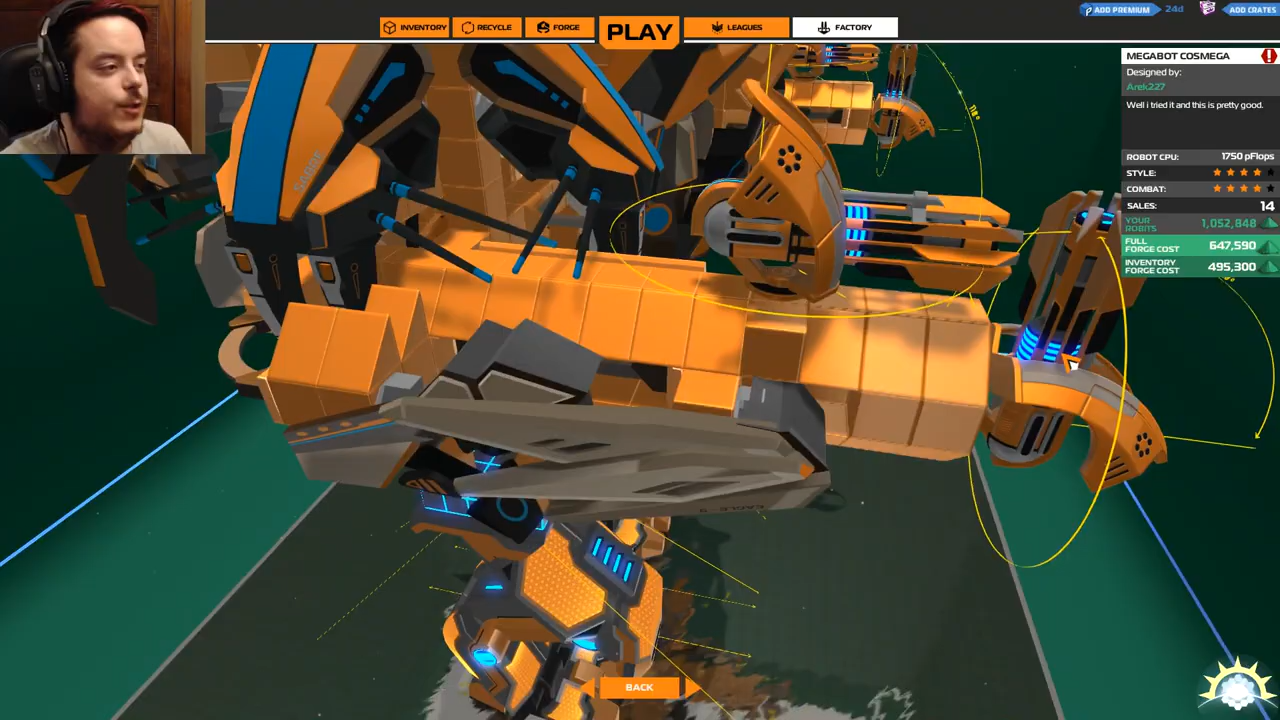 INVENTORY
RECYCLE
FORGE
PLAY
LEAGUES
FACTORY
ADD PREMIUM
24d
ADD CRATES
MEGABOT COSMEGA
Designed by:
Arek227
Well i tried it and this is pretty good.
ROBOT CPU: 1750 pFlops
STYLE:
COMBAT:
SALES: 14
YOUR ROBITS 1,052,848
FULL FORGE COST 647,590
INVENTORY FORGE COST 495,300
SABRE
EAGLE
BACK